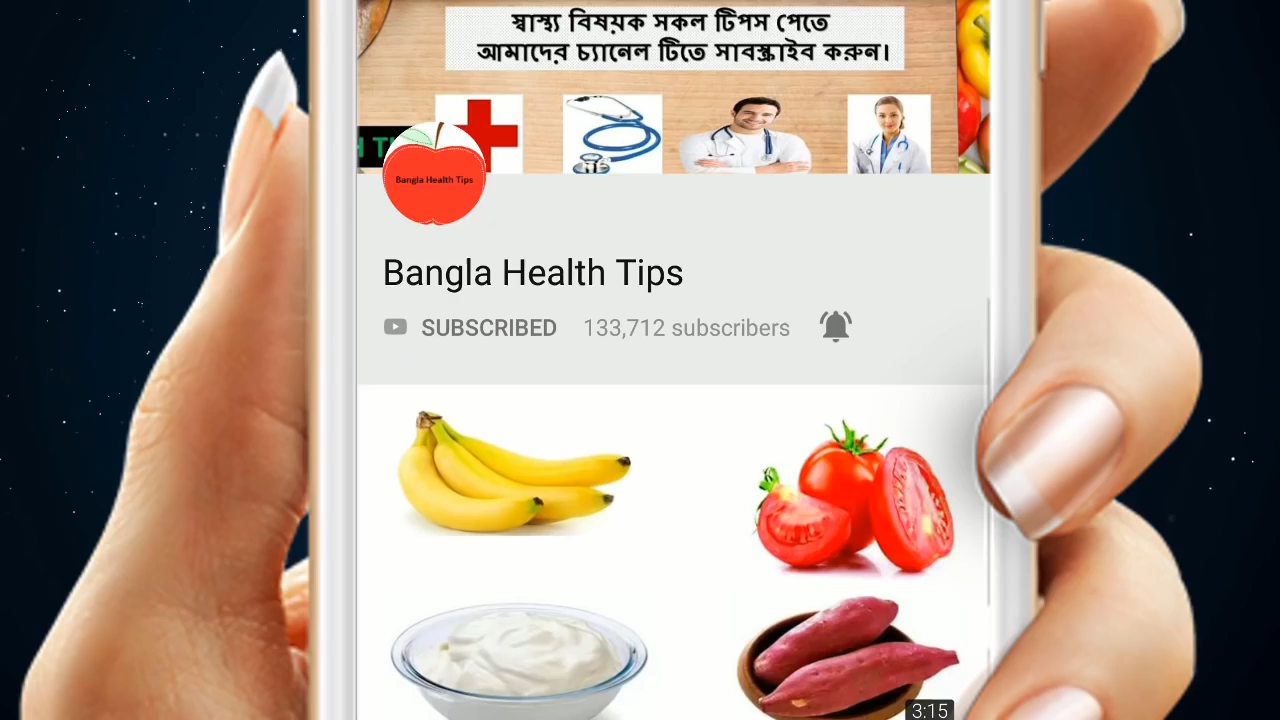 স্বাস্থ্য বিষয়ক সকল টিপস পেতে
আমাদের চ্যানেল টিতে সাবস্ক্রাইব করুন।
Bangla Health Tips
Bangla Health Tips
SUBSCRIBED 133,712 subscribers
3:15